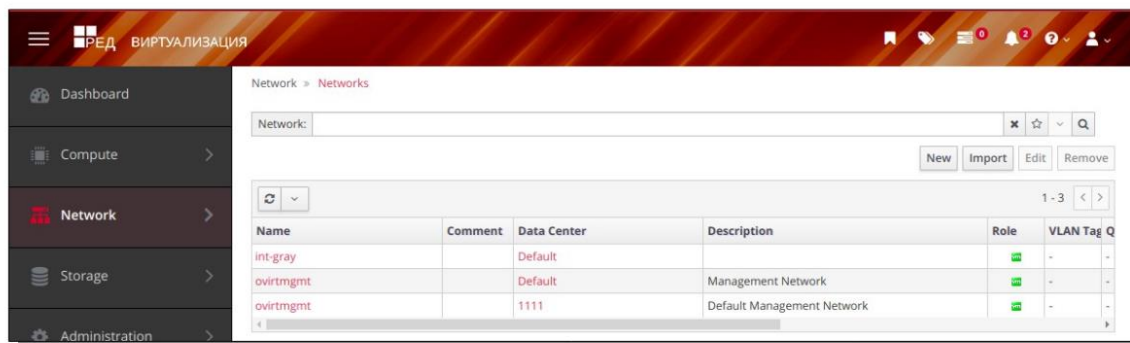 РЕД ВИРТУАЛИЗАЦИЯ
0
2
Dashboard
Compute
Network
Storage
Administration
Network » Networks
Network:
New Import Edit Remove
1 - 3
Name Comment Data Center Description Role VLAN Tag Q
int-gray Default - -
ovirtmgmt Default Management Network - -
ovirtmgmt 1111 Default Management Network - -